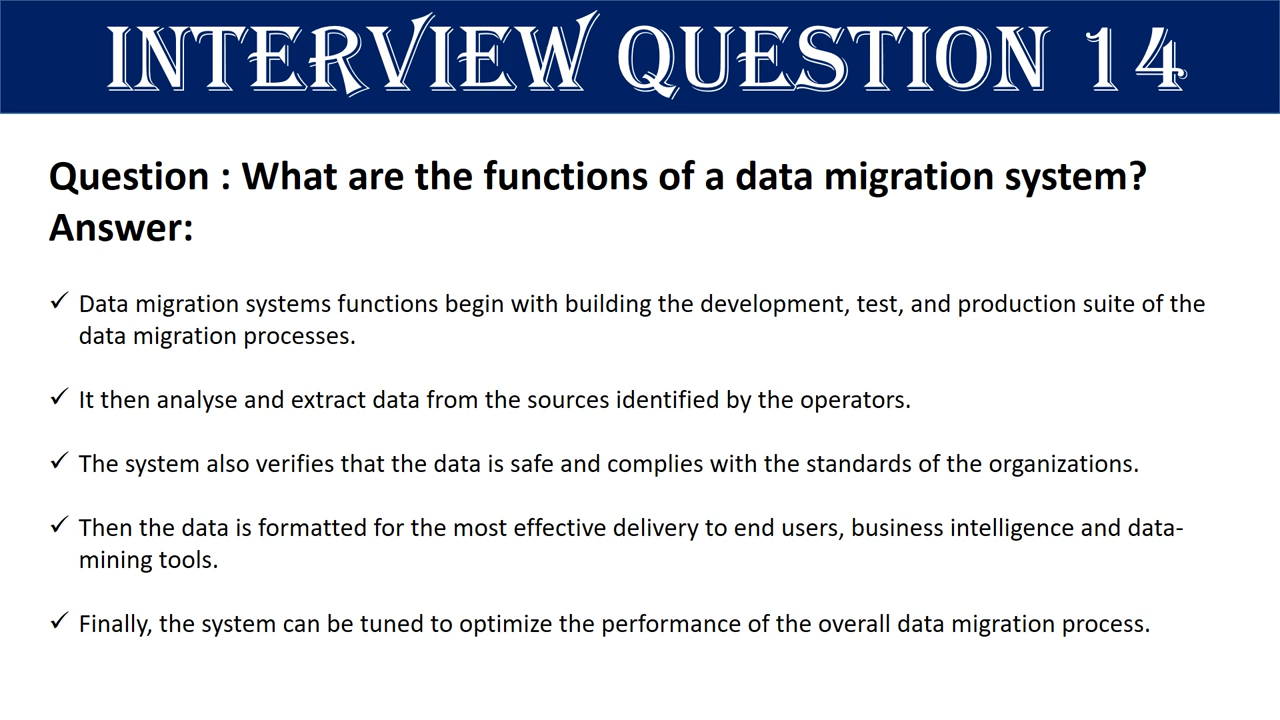 INTERVIEW QUESTION 14
Question : What are the functions of a data migration system?
Answer:
✓ Data migration systems functions begin with building the development, test, and production suite of the
data migration processes.
✓ It then analyse and extract data from the sources identified by the operators.
✓ The system also verifies that the data is safe and complies with the standards of the organizations.
✓ Then the data is formatted for the most effective delivery to end users, business intelligence and data-
mining tools.
✓ Finally, the system can be tuned to optimize the performance of the overall data migration process.